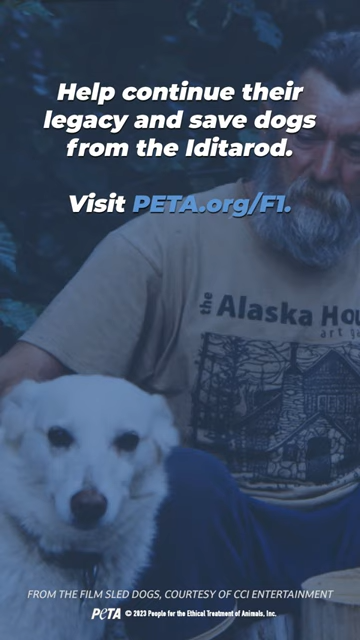 Help continue their
legacy and save dogs
from the Iditarod.
Visit PETA.org/F1.
the Alaska Hou
art g
FROM THE FILM SLED DOGS, COURTESY OF CCI ENTERTAINMENT
PETA © 2023 People for the Ethical Treatment of Animals, Inc.